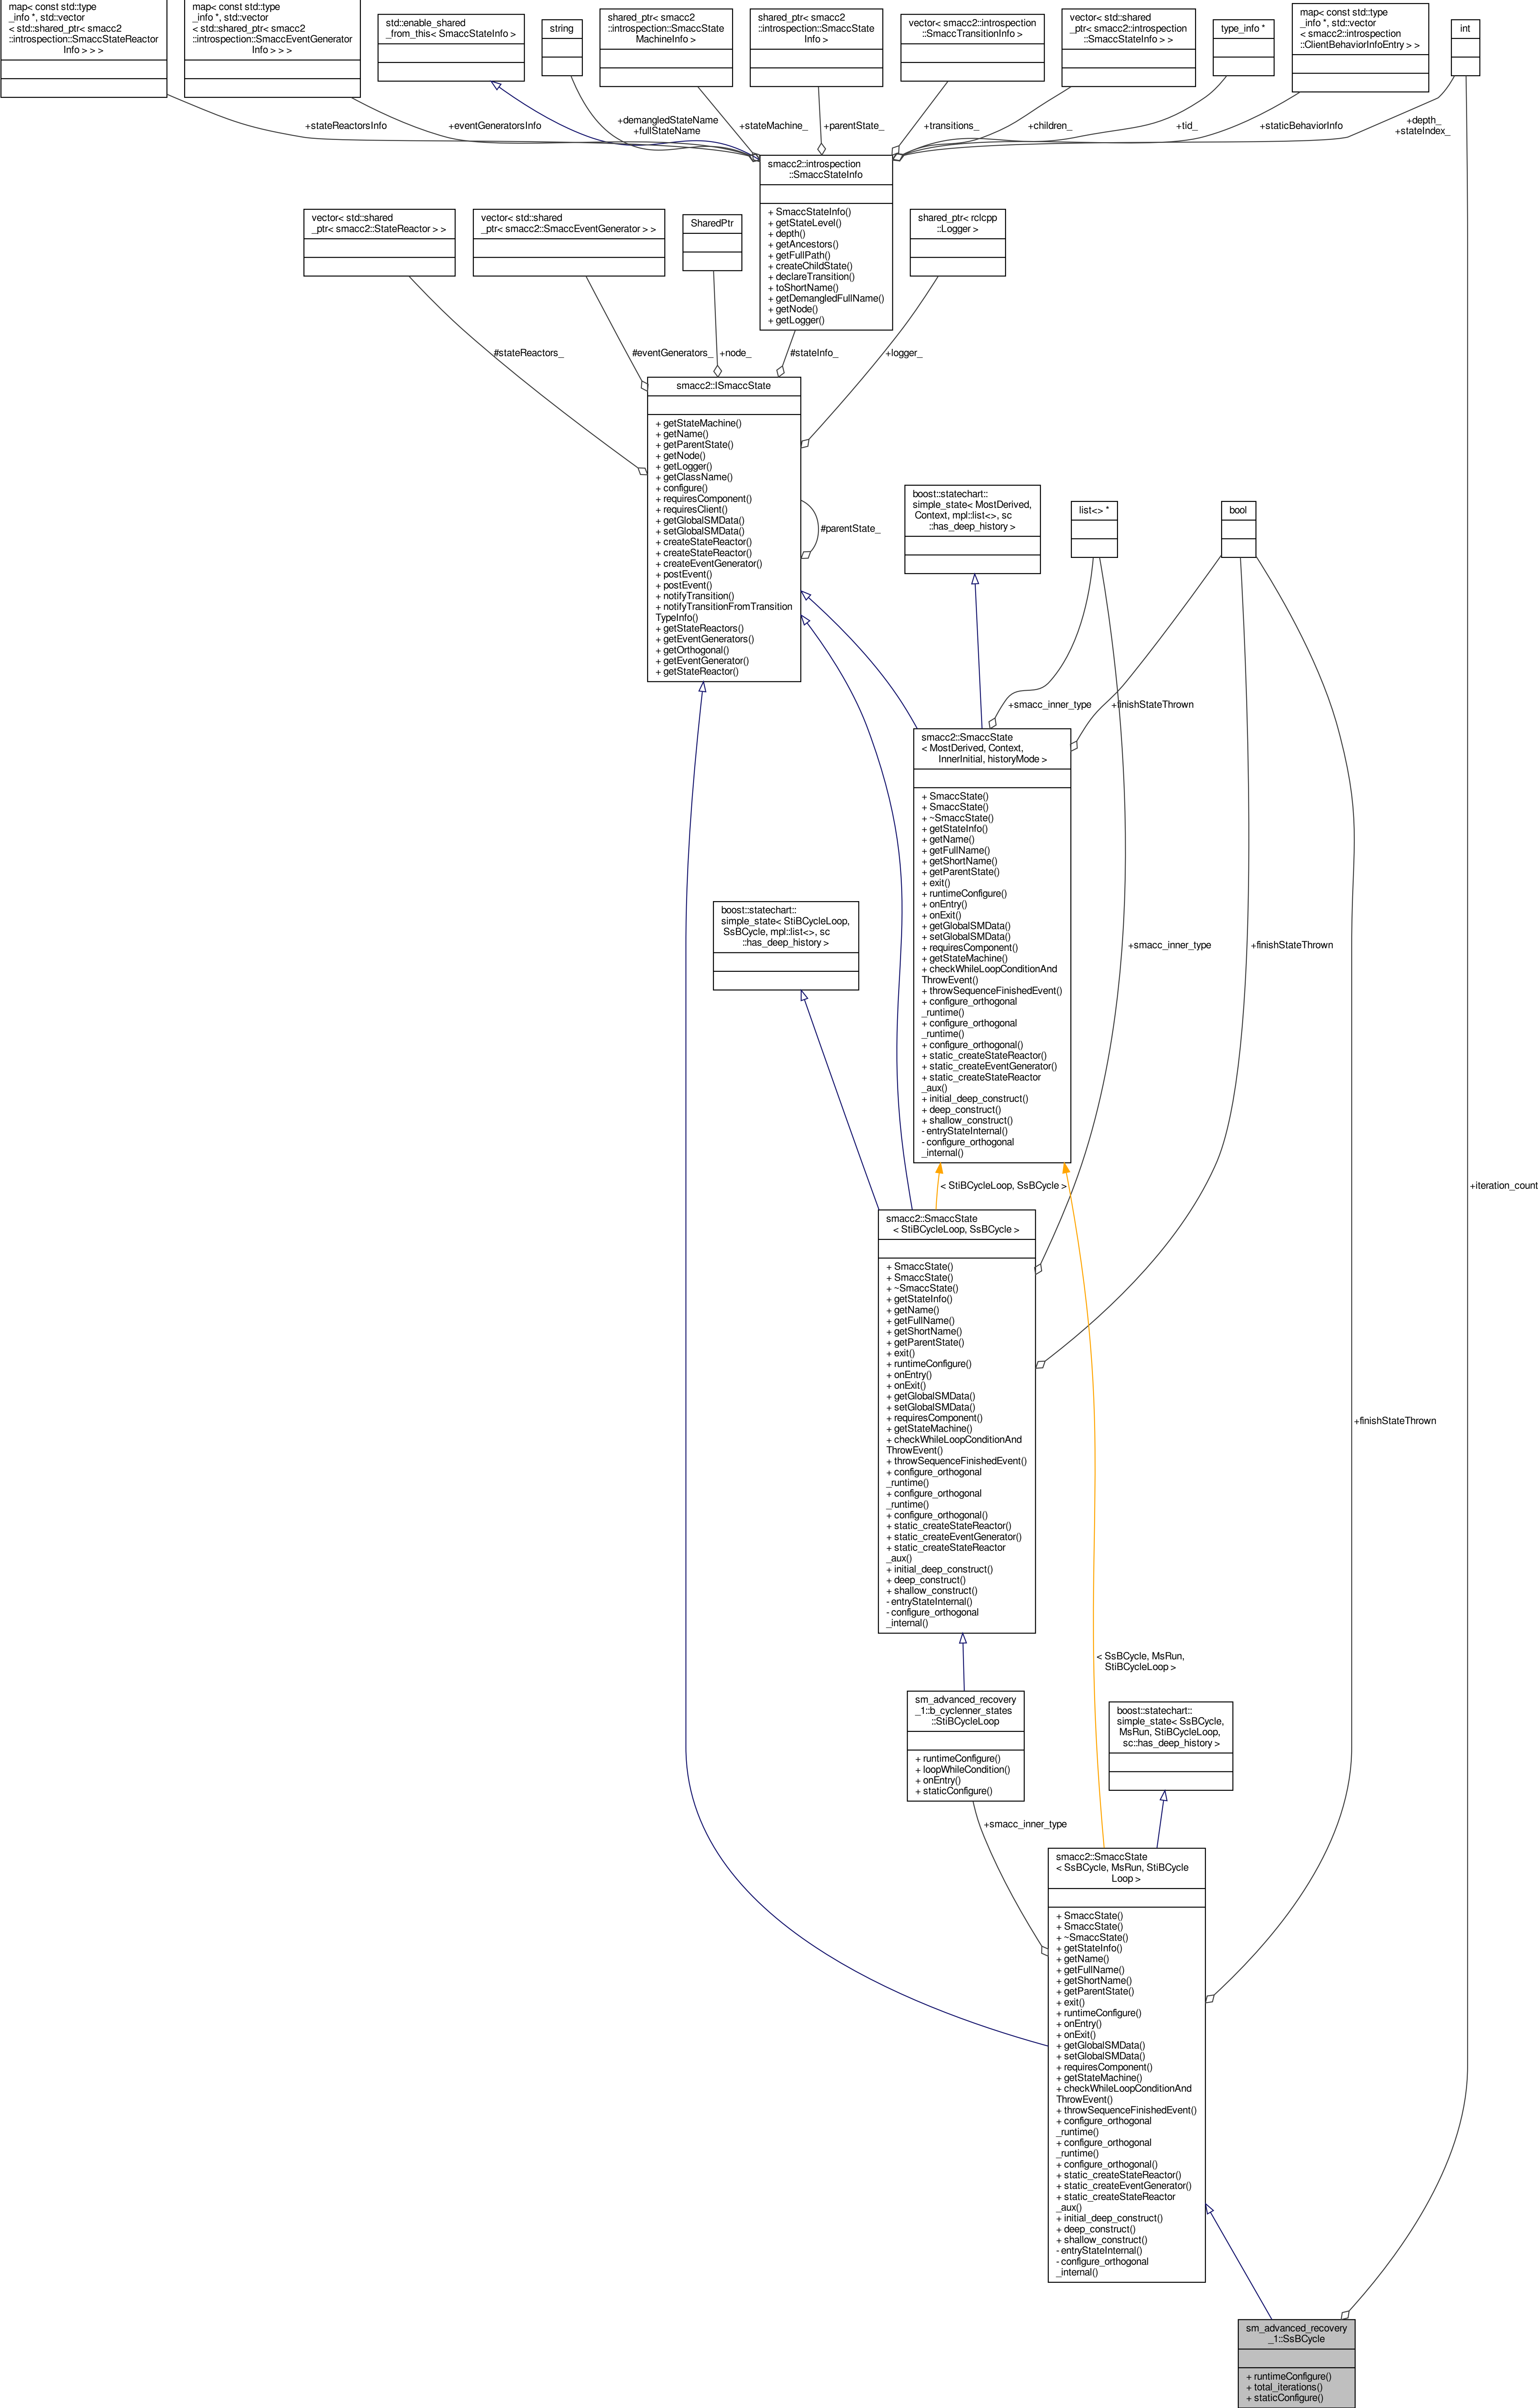 map< const std::type
_info *, std::vector
< std::shared_ptr< smacc2
::introspection::SmaccStateReactor
Info > > >
map< const std::type
_info *, std::vector
< std::shared_ptr< smacc2
::introspection::SmaccEventGenerator
Info > > >
std::enable_shared
_from_this< SmaccStateInfo >
string
shared_ptr< smacc2
::introspection::SmaccState
MachineInfo >
shared_ptr< smacc2
::introspection::SmaccState
Info >
vector< smacc2::introspection
::SmaccTransitionInfo >
vector< std::shared
_ptr< smacc2::introspection
::SmaccStateInfo > >
type_info *
map< const std::type
_info *, std::vector
< smacc2::introspection
::ClientBehaviorInfoEntry > >
int
+stateReactorsInfo
+eventGeneratorsInfo
+demangledStateName
+fullStateName
+stateMachine_
+parentState_
+transitions_
+children_
+tid_
+staticBehaviorInfo
+depth_
+stateIndex_
smacc2::introspection
::SmaccStateInfo
+ SmaccStateInfo()
+ getStateLevel()
+ depth()
+ getAncestors()
+ getFullPath()
+ createChildState()
+ declareTransition()
+ toShortName()
+ getDemangledFullName()
+ getNode()
+ getLogger()
vector< std::shared
_ptr< smacc2::StateReactor > >
vector< std::shared
_ptr< smacc2::SmaccEventGenerator > >
SharedPtr
shared_ptr< rclcpp
::Logger >
#stateReactors_
#eventGenerators_
+node_
#stateInfo_
+logger_
smacc2::ISmaccState
+ getStateMachine()
+ getName()
+ getParentState()
+ getNode()
+ getLogger()
+ getClassName()
+ configure()
+ requiresComponent()
+ requiresClient()
+ getGlobalSMData()
+ setGlobalSMData()
+ createStateReactor()
+ createStateReactor()
+ createEventGenerator()
+ postEvent()
+ postEvent()
+ notifyTransition()
+ notifyTransitionFromTransition
TypeInfo()
+ getStateReactors()
+ getEventGenerators()
+ getOrthogonal()
+ getEventGenerator()
+ getStateReactor()
#parentState_
boost::statechart::
simple_state< MostDerived,
Context, mpl::list<>, sc
::has_deep_history >
list<> *
bool
+smacc_inner_type
+finishStateThrown
smacc2::SmaccState
< MostDerived, Context,
InnerInitial, historyMode >
+ SmaccState()
+ SmaccState()
+ ~SmaccState()
+ getStateInfo()
+ getName()
+ getFullName()
+ getShortName()
+ getParentState()
+ exit()
+ runtimeConfigure()
+ onEntry()
+ onExit()
+ getGlobalSMData()
+ setGlobalSMData()
+ requiresComponent()
+ getStateMachine()
+ checkWhileLoopConditionAnd
ThrowEvent()
+ throwSequenceFinishedEvent()
+ configure_orthogonal
_runtime()
+ configure_orthogonal
_runtime()
+ configure_orthogonal()
+ static_createStateReactor()
+ static_createEventGenerator()
+ static_createStateReactor
_aux()
+ initial_deep_construct()
+ deep_construct()
+ shallow_construct()
- entryStateInternal()
- configure_orthogonal
_internal()
boost::statechart::
simple_state< StiBCycleLoop,
SsBCycle, mpl::list<>, sc
::has_deep_history >
+smacc_inner_type
+finishStateThrown
< StiBCycleLoop, SsBCycle >
+iteration_count
smacc2::SmaccState
< StiBCycleLoop, SsBCycle >
+ SmaccState()
+ SmaccState()
+ ~SmaccState()
+ getStateInfo()
+ getName()
+ getFullName()
+ getShortName()
+ getParentState()
+ exit()
+ runtimeConfigure()
+ onEntry()
+ onExit()
+ getGlobalSMData()
+ setGlobalSMData()
+ requiresComponent()
+ getStateMachine()
+ checkWhileLoopConditionAnd
ThrowEvent()
+ throwSequenceFinishedEvent()
+ configure_orthogonal
_runtime()
+ configure_orthogonal
_runtime()
+ configure_orthogonal()
+ static_createStateReactor()
+ static_createEventGenerator()
+ static_createStateReactor
_aux()
+ initial_deep_construct()
+ deep_construct()
+ shallow_construct()
- entryStateInternal()
- configure_orthogonal
_internal()
+finishStateThrown
< SsBCycle, MsRun,
StiBCycleLoop >
sm_advanced_recovery
_1::b_cyclenner_states
::StiBCycleLoop
+ runtimeConfigure()
+ loopWhileCondition()
+ onEntry()
+ staticConfigure()
boost::statechart::
simple_state< SsBCycle,
MsRun, StiBCycleLoop,
sc::has_deep_history >
+smacc_inner_type
smacc2::SmaccState
< SsBCycle, MsRun, StiBCycle
Loop >
+ SmaccState()
+ SmaccState()
+ ~SmaccState()
+ getStateInfo()
+ getName()
+ getFullName()
+ getShortName()
+ getParentState()
+ exit()
+ runtimeConfigure()
+ onEntry()
+ onExit()
+ getGlobalSMData()
+ setGlobalSMData()
+ requiresComponent()
+ getStateMachine()
+ checkWhileLoopConditionAnd
ThrowEvent()
+ throwSequenceFinishedEvent()
+ configure_orthogonal
_runtime()
+ configure_orthogonal
_runtime()
+ configure_orthogonal()
+ static_createStateReactor()
+ static_createEventGenerator()
+ static_createStateReactor
_aux()
+ initial_deep_construct()
+ deep_construct()
+ shallow_construct()
- entryStateInternal()
- configure_orthogonal
_internal()
sm_advanced_recovery
_1::SsBCycle
+ runtimeConfigure()
+ total_iterations()
+ staticConfigure()